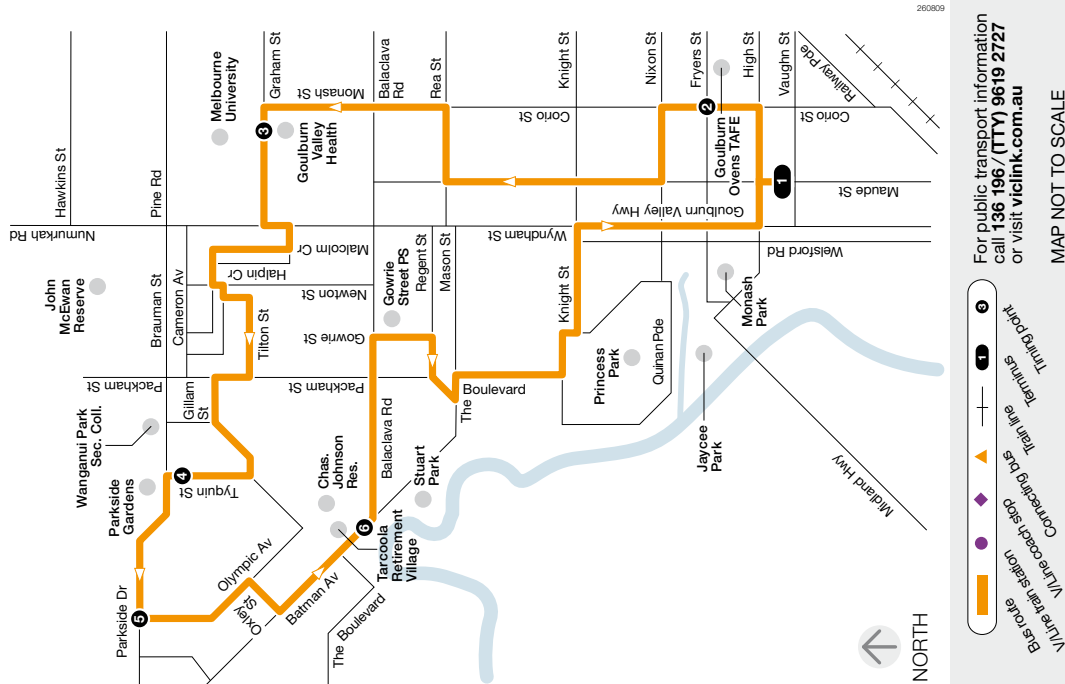 260809
Hawkins St
Pine Rd
Numurkah Rd
Melbourne
University
Graham St
Monash St
Balaclava
Rd
Rea St
Knight St
Nixon St
Fryers St
High St
Vaughn St
Railway Pde
3
Goulburn
Valley
Health
Corio St
2
Goulburn
Ovens TAFE
Corio St
1
Maude St
Goulburn Valley Hwy
Wyndham St
Welsford Rd
John
McEwan
Reserve
Brauman St
Cameron Av
Malcolm Cr
Halpin Cr
Newton St
Gowrie
Street PS
Regent St
Mason St
Gowrie St
Tilton St
Knight St
Monash
Park
Princess
Park
Quinan Pde
Packham St
Packham St
Gillam
St
The
Boulevard
Wanganui Park
Sec. Coll.
Balaclava Rd
Jaycee
Park
4
Tyquin St
Parkside
Gardens
Chas.
Johnson
Res.
Stuart
Park
Midland Hwy
6
Tarcoola
Retirement
Village
Olympic Av
Oxley
St
Batman Av
Parkside Dr
5
The Boulevard
NORTH
For public transport information
call 136 196 / (TTY) 9619 2727
or visit viclink.com.au
3
1
Bus route
V/Line train station
V/Line coach stop
Connecting bus
Train line
Terminus
Timing point
MAP NOT TO SCALE